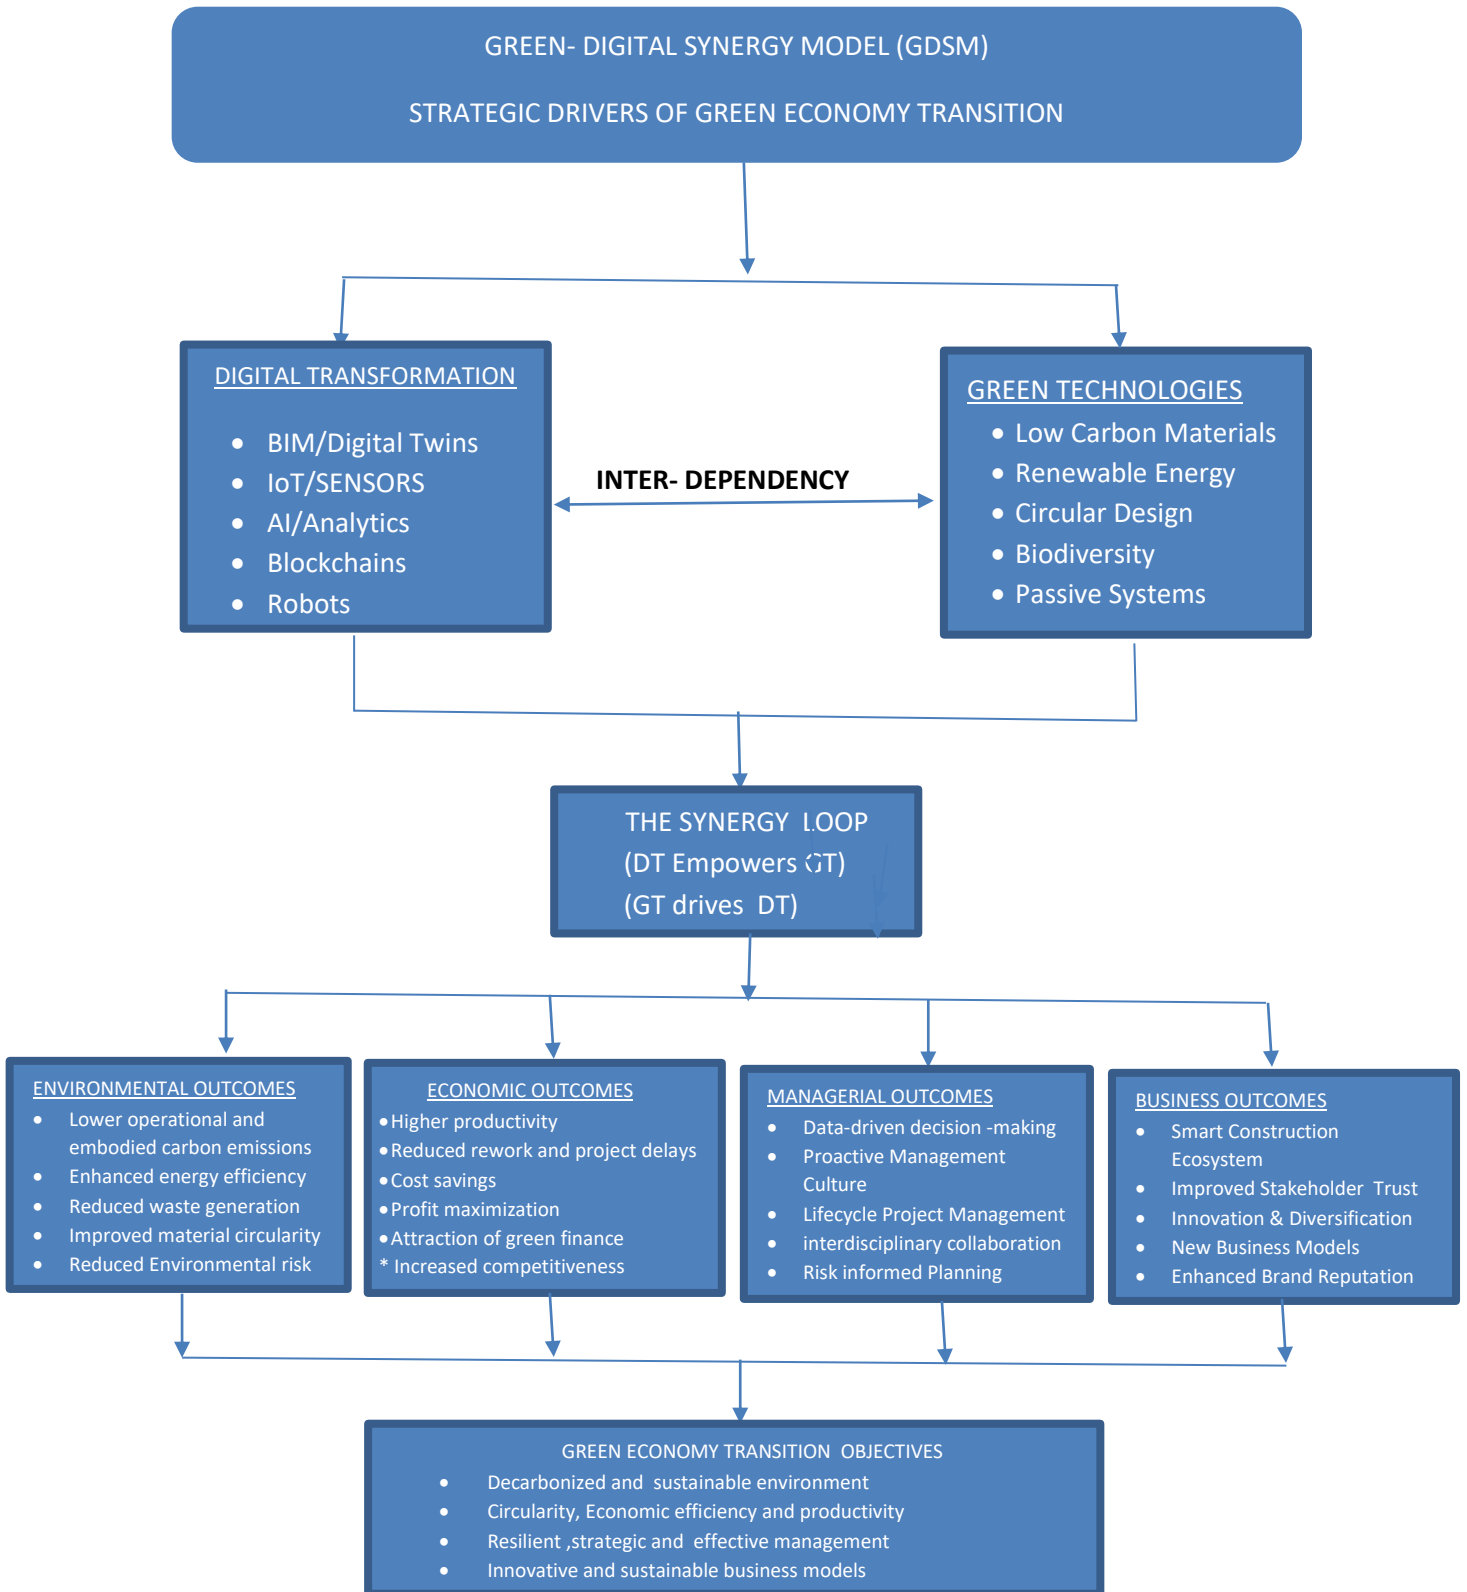 GREEN- DIGITAL SYNERGY MODEL (GDSM)
STRATEGIC DRIVERS OF GREEN ECONOMY TRANSITION
DIGITAL TRANSFORMATION
• BIM/Digital Twins
• IoT/SENSORS
• AI/Analytics
• Blockchains
• Robots
INTER- DEPENDENCY
GREEN TECHNOLOGIES
• Low Carbon Materials
• Renewable Energy
• Circular Design
• Biodiversity
• Passive Systems
THE SYNERGY LOOP
(DT Empowers GT)
(GT drives DT)
ENVIRONMENTAL OUTCOMES
• Lower operational and
embodied carbon emissions
• Enhanced energy efficiency
• Reduced waste generation
• Improved material circularity
• Reduced Environmental risk
ECONOMIC OUTCOMES
• Higher productivity
• Reduced rework and project delays
• Cost savings
• Profit maximization
• Attraction of green finance
* Increased competitiveness
MANAGERIAL OUTCOMES
• Data-driven decision -making
• Proactive Management
Culture
• Lifecycle Project Management
• interdisciplinary collaboration
• Risk informed Planning
BUSINESS OUTCOMES
• Smart Construction
Ecosystem
• Improved Stakeholder Trust
• Innovation & Diversification
• New Business Models
• Enhanced Brand Reputation
GREEN ECONOMY TRANSITION OBJECTIVES
• Decarbonized and sustainable environment
• Circularity, Economic efficiency and productivity
• Resilient ,strategic and effective management
• Innovative and sustainable business models